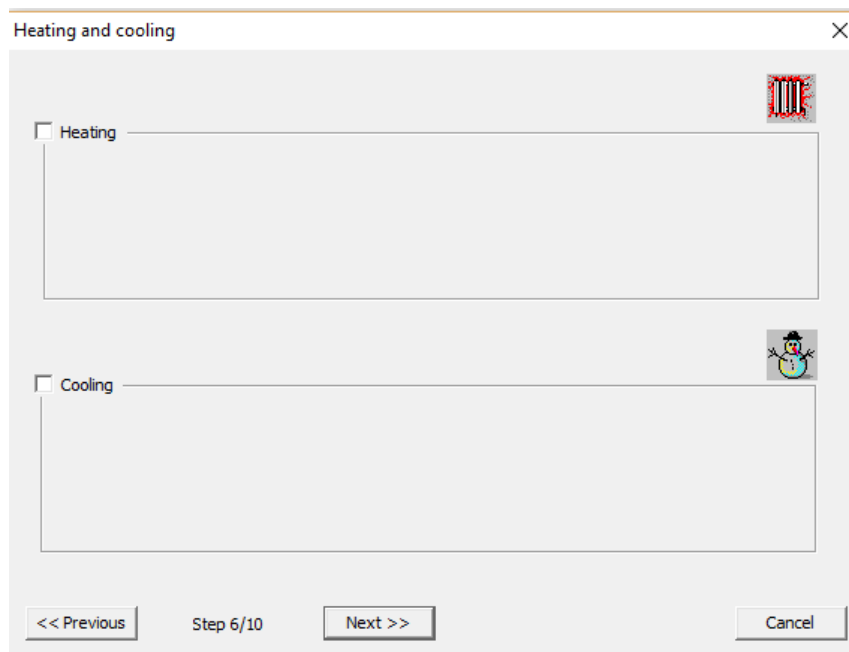 Heating and cooling
Heating
Cooling
<< Previous
Step 6/10
Next >>
Cancel